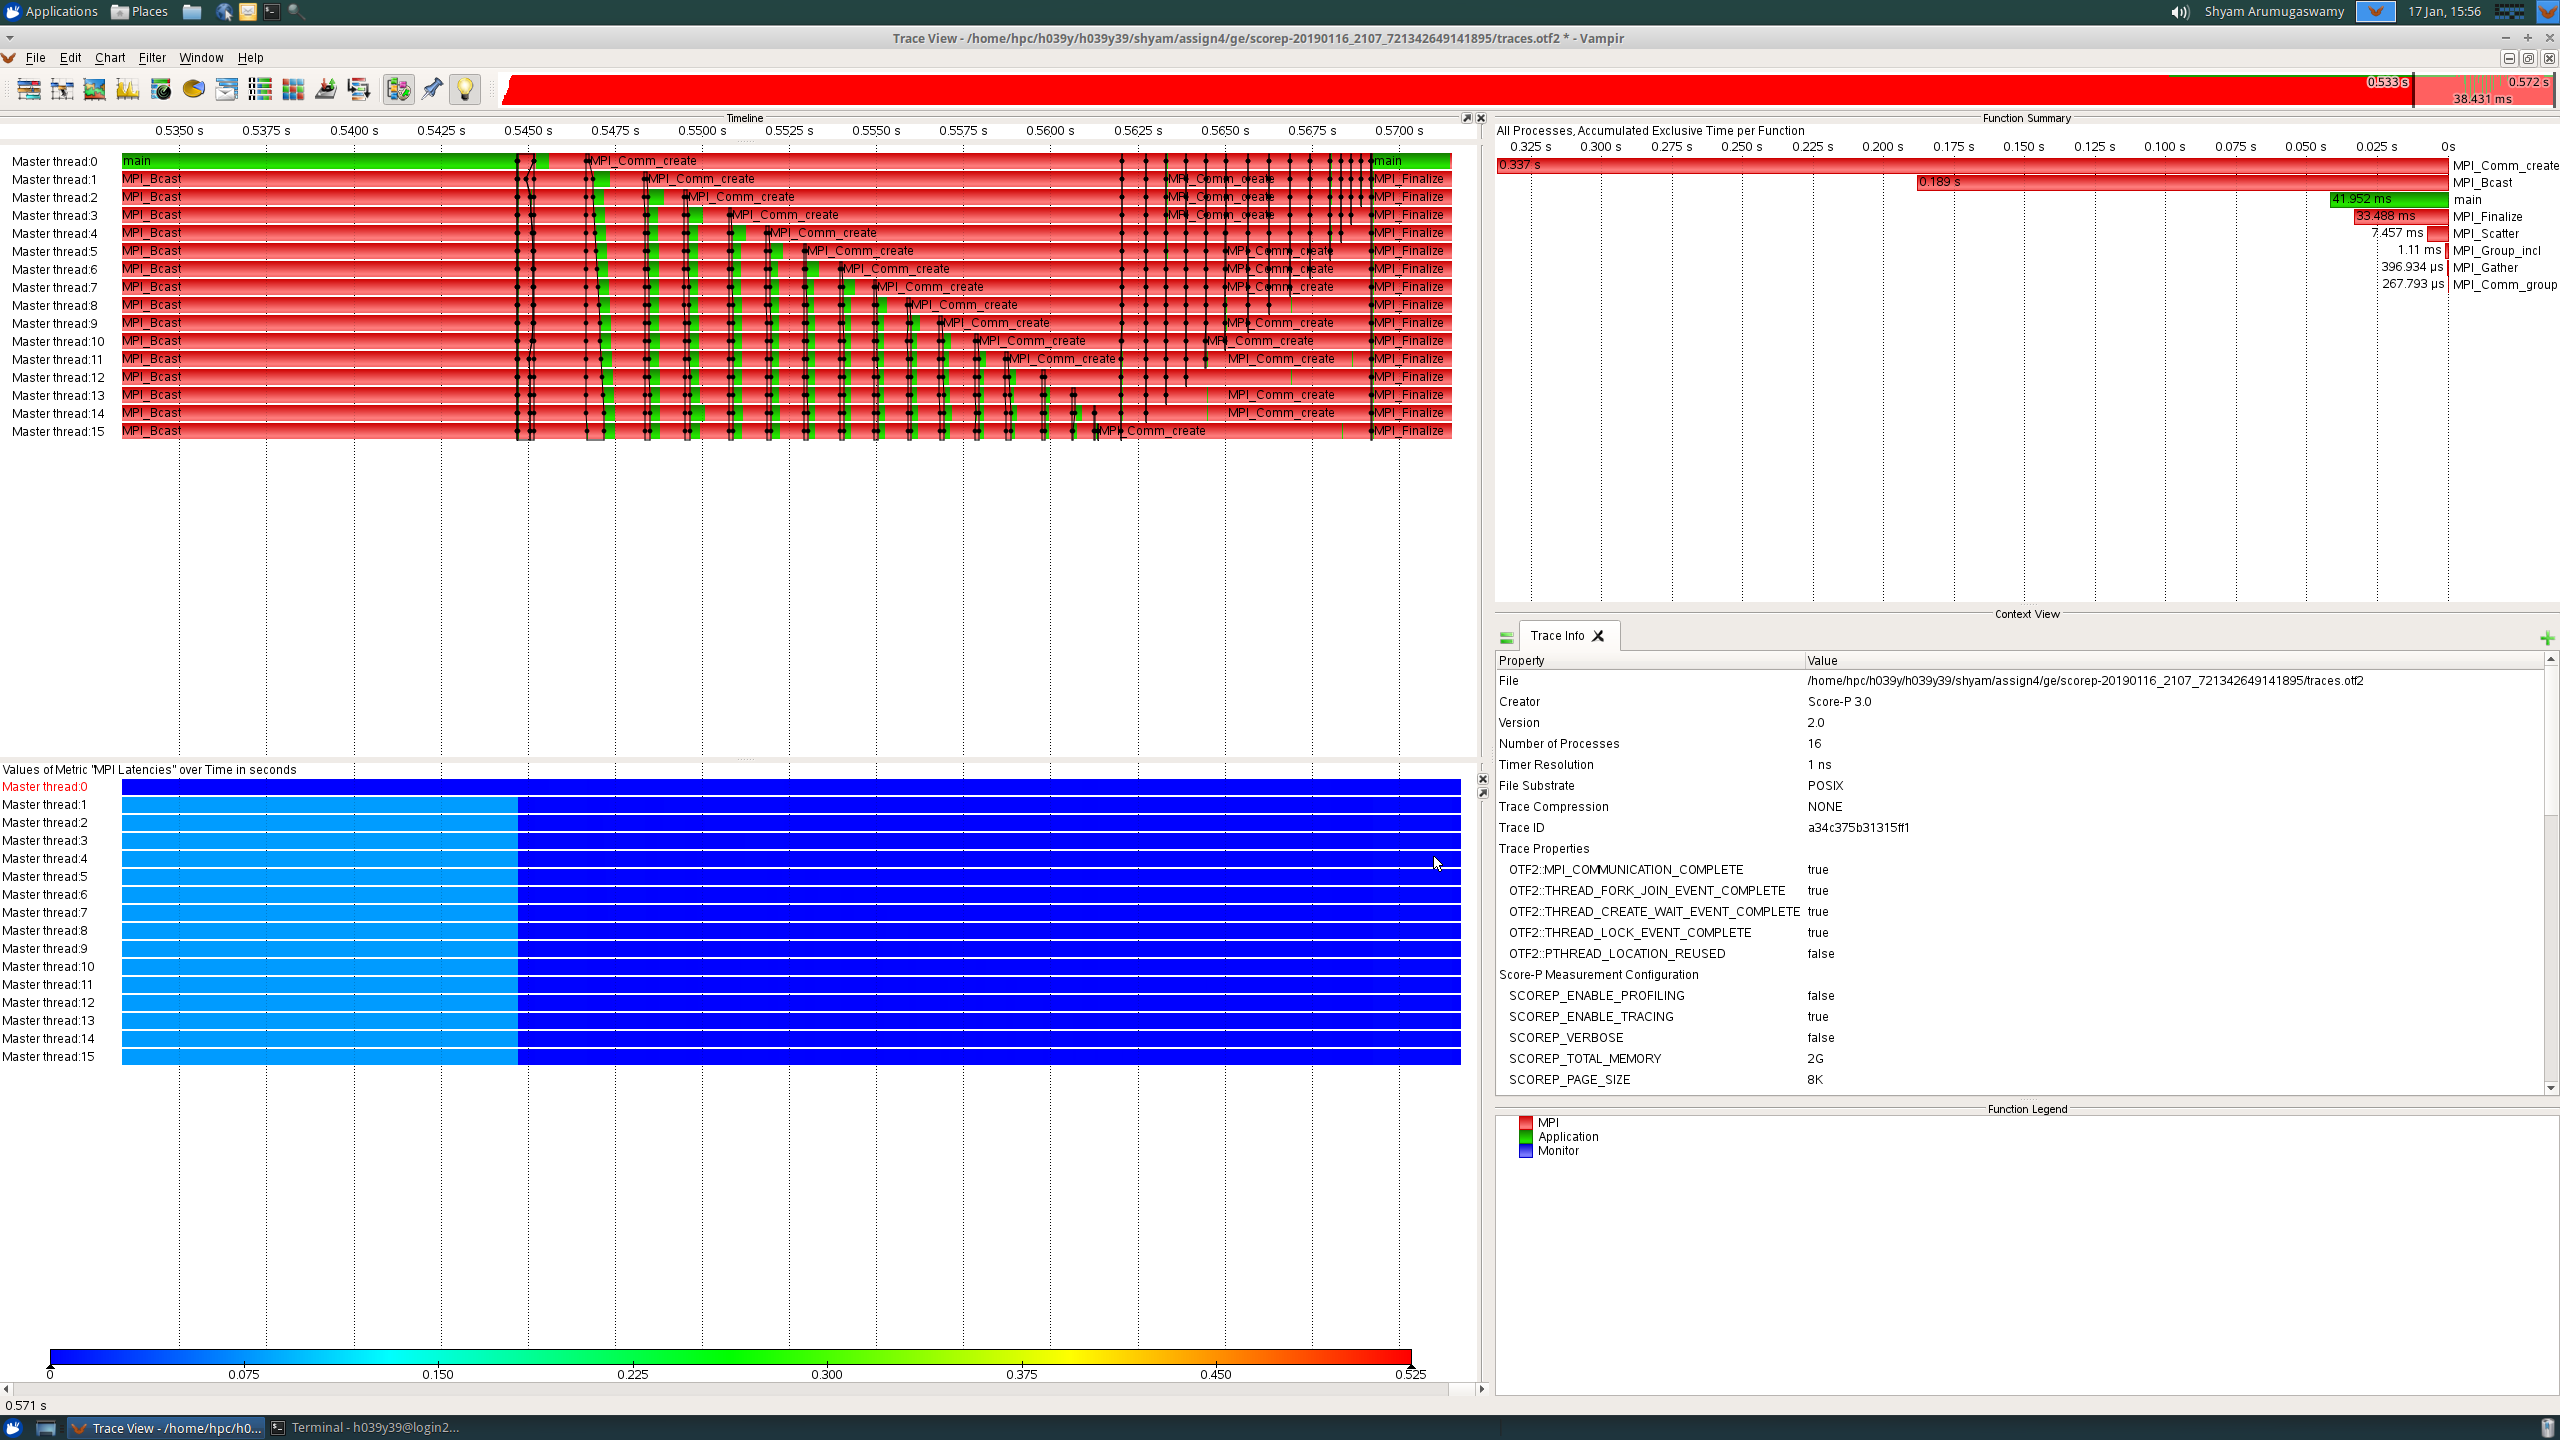 Applications Places Shyam Arumugaswamy 17 Jan, 15:56
Trace View - /home/hpc/h039y/h039y39/shyam/assign4/ge/scorep-20190116_2107_721342649141895/traces.otf2 * - Vampir
File Edit Chart Filter Window Help
0.533 s 0.572 s
38.431 ms
Timeline
0.5350 s 0.5375 s 0.5400 s 0.5425 s 0.5450 s 0.5475 s 0.5500 s 0.5525 s 0.5550 s 0.5575 s 0.5600 s 0.5625 s 0.5650 s 0.5675 s 0.5700 s
Master thread:0 main MPI_Comm_create main
Master thread:1 MPI_Bcast MPI_Comm_create MPI_Comm_create MPI_Finalize
Master thread:2 MPI_Bcast MPI_Comm_create MPI_Comm_create MPI_Finalize
Master thread:3 MPI_Bcast MPI_Comm_create MPI_Comm_create MPI_Finalize
Master thread:4 MPI_Bcast MPI_Comm_create MPI_Finalize
Master thread:5 MPI_Bcast MPI_Comm_create MPI_Comm_create MPI_Finalize
Master thread:6 MPI_Bcast MPI_Comm_create MPI_Comm_create MPI_Finalize
Master thread:7 MPI_Bcast MPI_Comm_create MPI_Comm_create MPI_Finalize
Master thread:8 MPI_Bcast MPI_Comm_create MPI_Finalize
Master thread:9 MPI_Bcast MPI_Comm_create MPI_Comm_create MPI_Finalize
Master thread:10 MPI_Bcast MPI_Comm_create MPI_Comm_create MPI_Finalize
Master thread:11 MPI_Bcast MPI_Comm_create MPI_Comm_create MPI_Finalize
Master thread:12 MPI_Bcast MPI_Finalize
Master thread:13 MPI_Bcast MPI_Comm_create MPI_Finalize
Master thread:14 MPI_Bcast MPI_Comm_create MPI_Finalize
Master thread:15 MPI_Bcast MPI_Comm_create MPI_Finalize
Values of Metric "MPI Latencies" over Time in seconds
Master thread:0
Master thread:1
Master thread:2
Master thread:3
Master thread:4
Master thread:5
Master thread:6
Master thread:7
Master thread:8
Master thread:9
Master thread:10
Master thread:11
Master thread:12
Master thread:13
Master thread:14
Master thread:15
0 0.075 0.150 0.225 0.300 0.375 0.450 0.525
0.571 s
Function Summary
All Processes, Accumulated Exclusive Time per Function
0.325 s 0.300 s 0.275 s 0.250 s 0.225 s 0.200 s 0.175 s 0.150 s 0.125 s 0.100 s 0.075 s 0.050 s 0.025 s 0 s
0.337 s MPI_Comm_create
0.189 s MPI_Bcast
41.952 ms main
33.488 ms MPI_Finalize
7.457 ms MPI_Scatter
1.11 ms MPI_Group_incl
396.934 µs MPI_Gather
267.793 µs MPI_Comm_group
Context View
Trace Info
Property Value
File /home/hpc/h039y/h039y39/shyam/assign4/ge/scorep-20190116_2107_721342649141895/traces.otf2
Creator Score-P 3.0
Version 2.0
Number of Processes 16
Timer Resolution 1 ns
File Substrate POSIX
Trace Compression NONE
Trace ID a34c375b31315ff1
Trace Properties
OTF2::MPI_COMMUNICATION_COMPLETE true
OTF2::THREAD_FORK_JOIN_EVENT_COMPLETE true
OTF2::THREAD_CREATE_WAIT_EVENT_COMPLETE true
OTF2::THREAD_LOCK_EVENT_COMPLETE true
OTF2::PTHREAD_LOCATION_REUSED false
Score-P Measurement Configuration
SCOREP_ENABLE_PROFILING false
SCOREP_ENABLE_TRACING true
SCOREP_VERBOSE false
SCOREP_TOTAL_MEMORY 2G
SCOREP_PAGE_SIZE 8K
Function Legend
MPI
Application
Monitor
Trace View - /home/hpc/h0... Terminal - h039y39@login2...